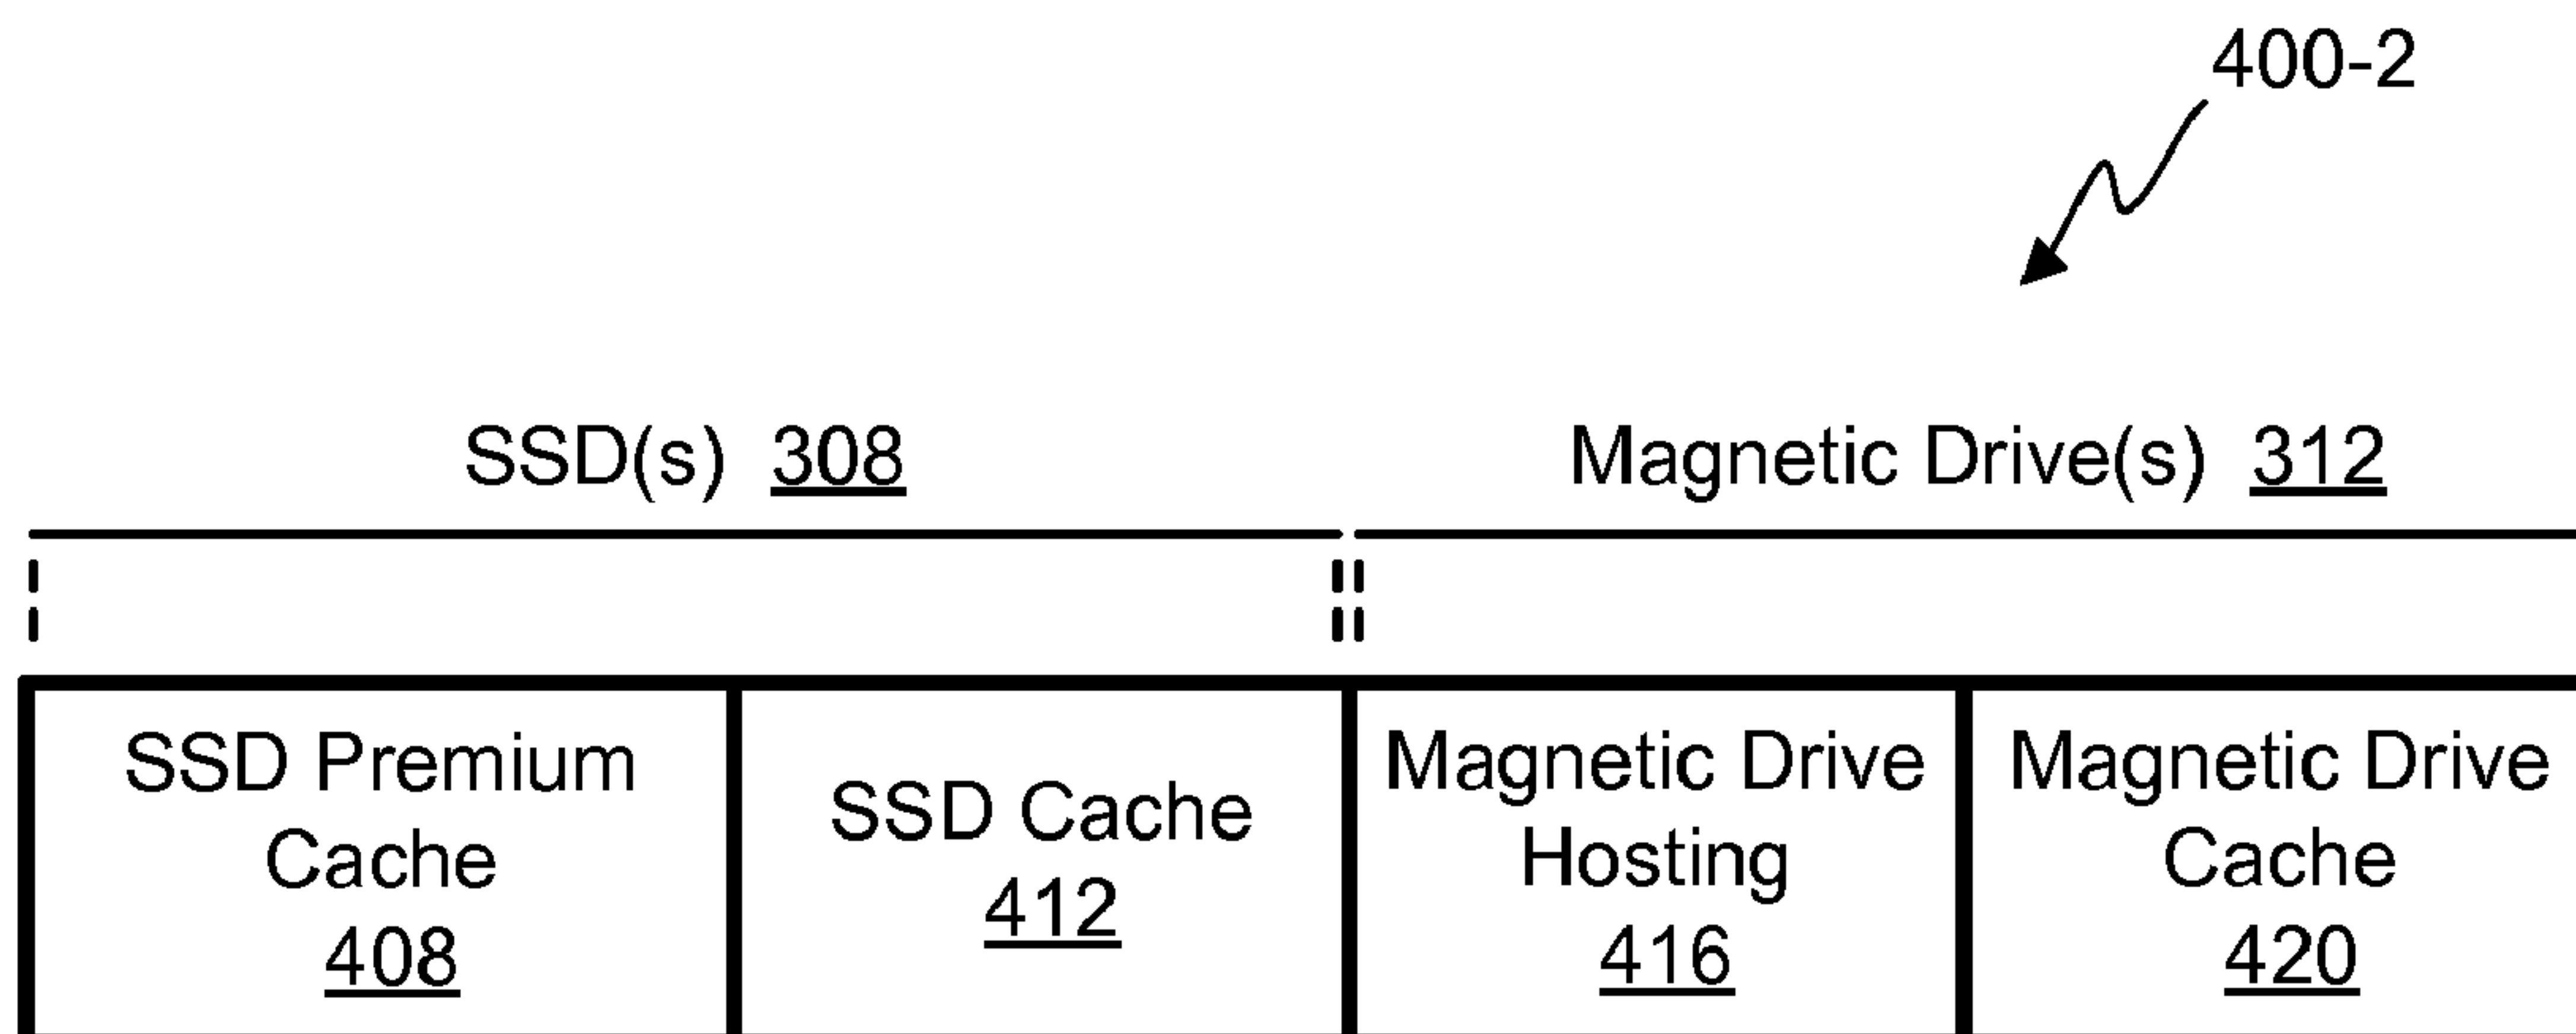 400-2
SSD(s) 308
Magnetic Drive(s) 312
SSD Premium
Cache
408
SSD Cache
412
Magnetic Drive
Hosting
416
Magnetic Drive
Cache
420